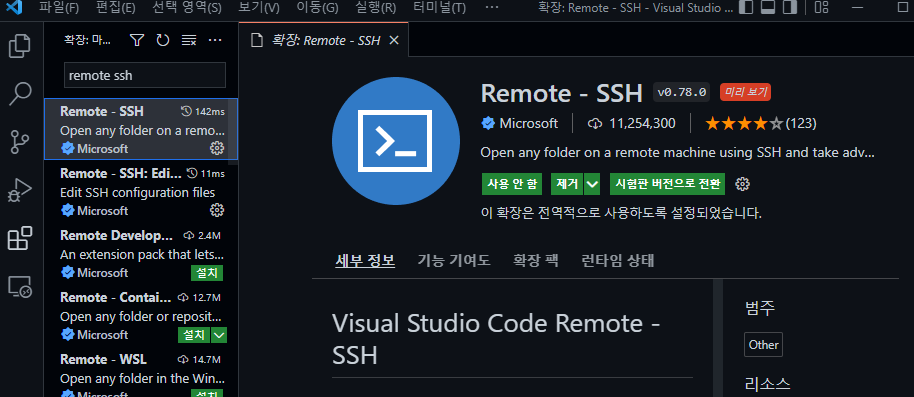 파일(F) 편집(E) 선택 영역(S) 보기(V) 이동(G) 실행(R) 터미널(T) ··· 확장: Remote - SSH - Visual Studio ...
확장: 마... ···
remote ssh
Remote - SSH 142ms
Open any folder on a remo...
Microsoft
Remote - SSH: Edi... 11ms
Edit SSH configuration files
Microsoft
Remote Develop... 2.4M
An extension pack that lets...
Microsoft 설치
Remote - Contai... 12.7M
Open any folder or reposit...
Microsoft 설치
Remote - WSL 14.7M
Open any folder in the Win...
Microsoft 설치
확장: Remote - SSH
Remote - SSH v0.78.0 미리 보기
Microsoft 11,254,300 (123)
Open any folder on a remote machine using SSH and take adv...
사용 안 함 제거 시험판 버전으로 전환
이 확장은 전역적으로 사용하도록 설정되었습니다.
세부 정보 기능 기여도 확장 팩 런타임 상태
Visual Studio Code Remote -
SSH
범주
Other
리소스